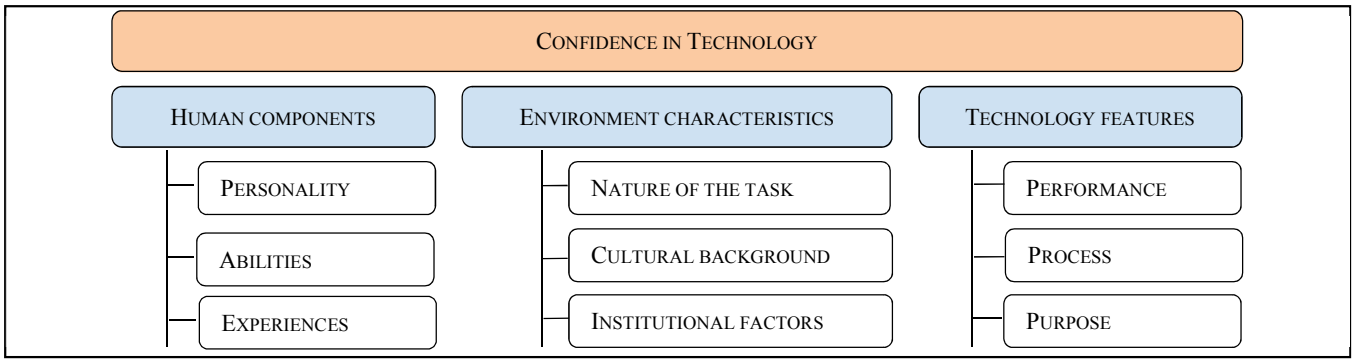 CONFIDENCE IN TECHNOLOGY
HUMAN COMPONENTS
PERSONALITY
ABILITIES
EXPERIENCES
ENVIRONMENT CHARACTERISTICS
NATURE OF THE TASK
CULTURAL BACKGROUND
INSTITUTIONAL FACTORS
TECHNOLOGY FEATURES
PERFORMANCE
PROCESS
PURPOSE